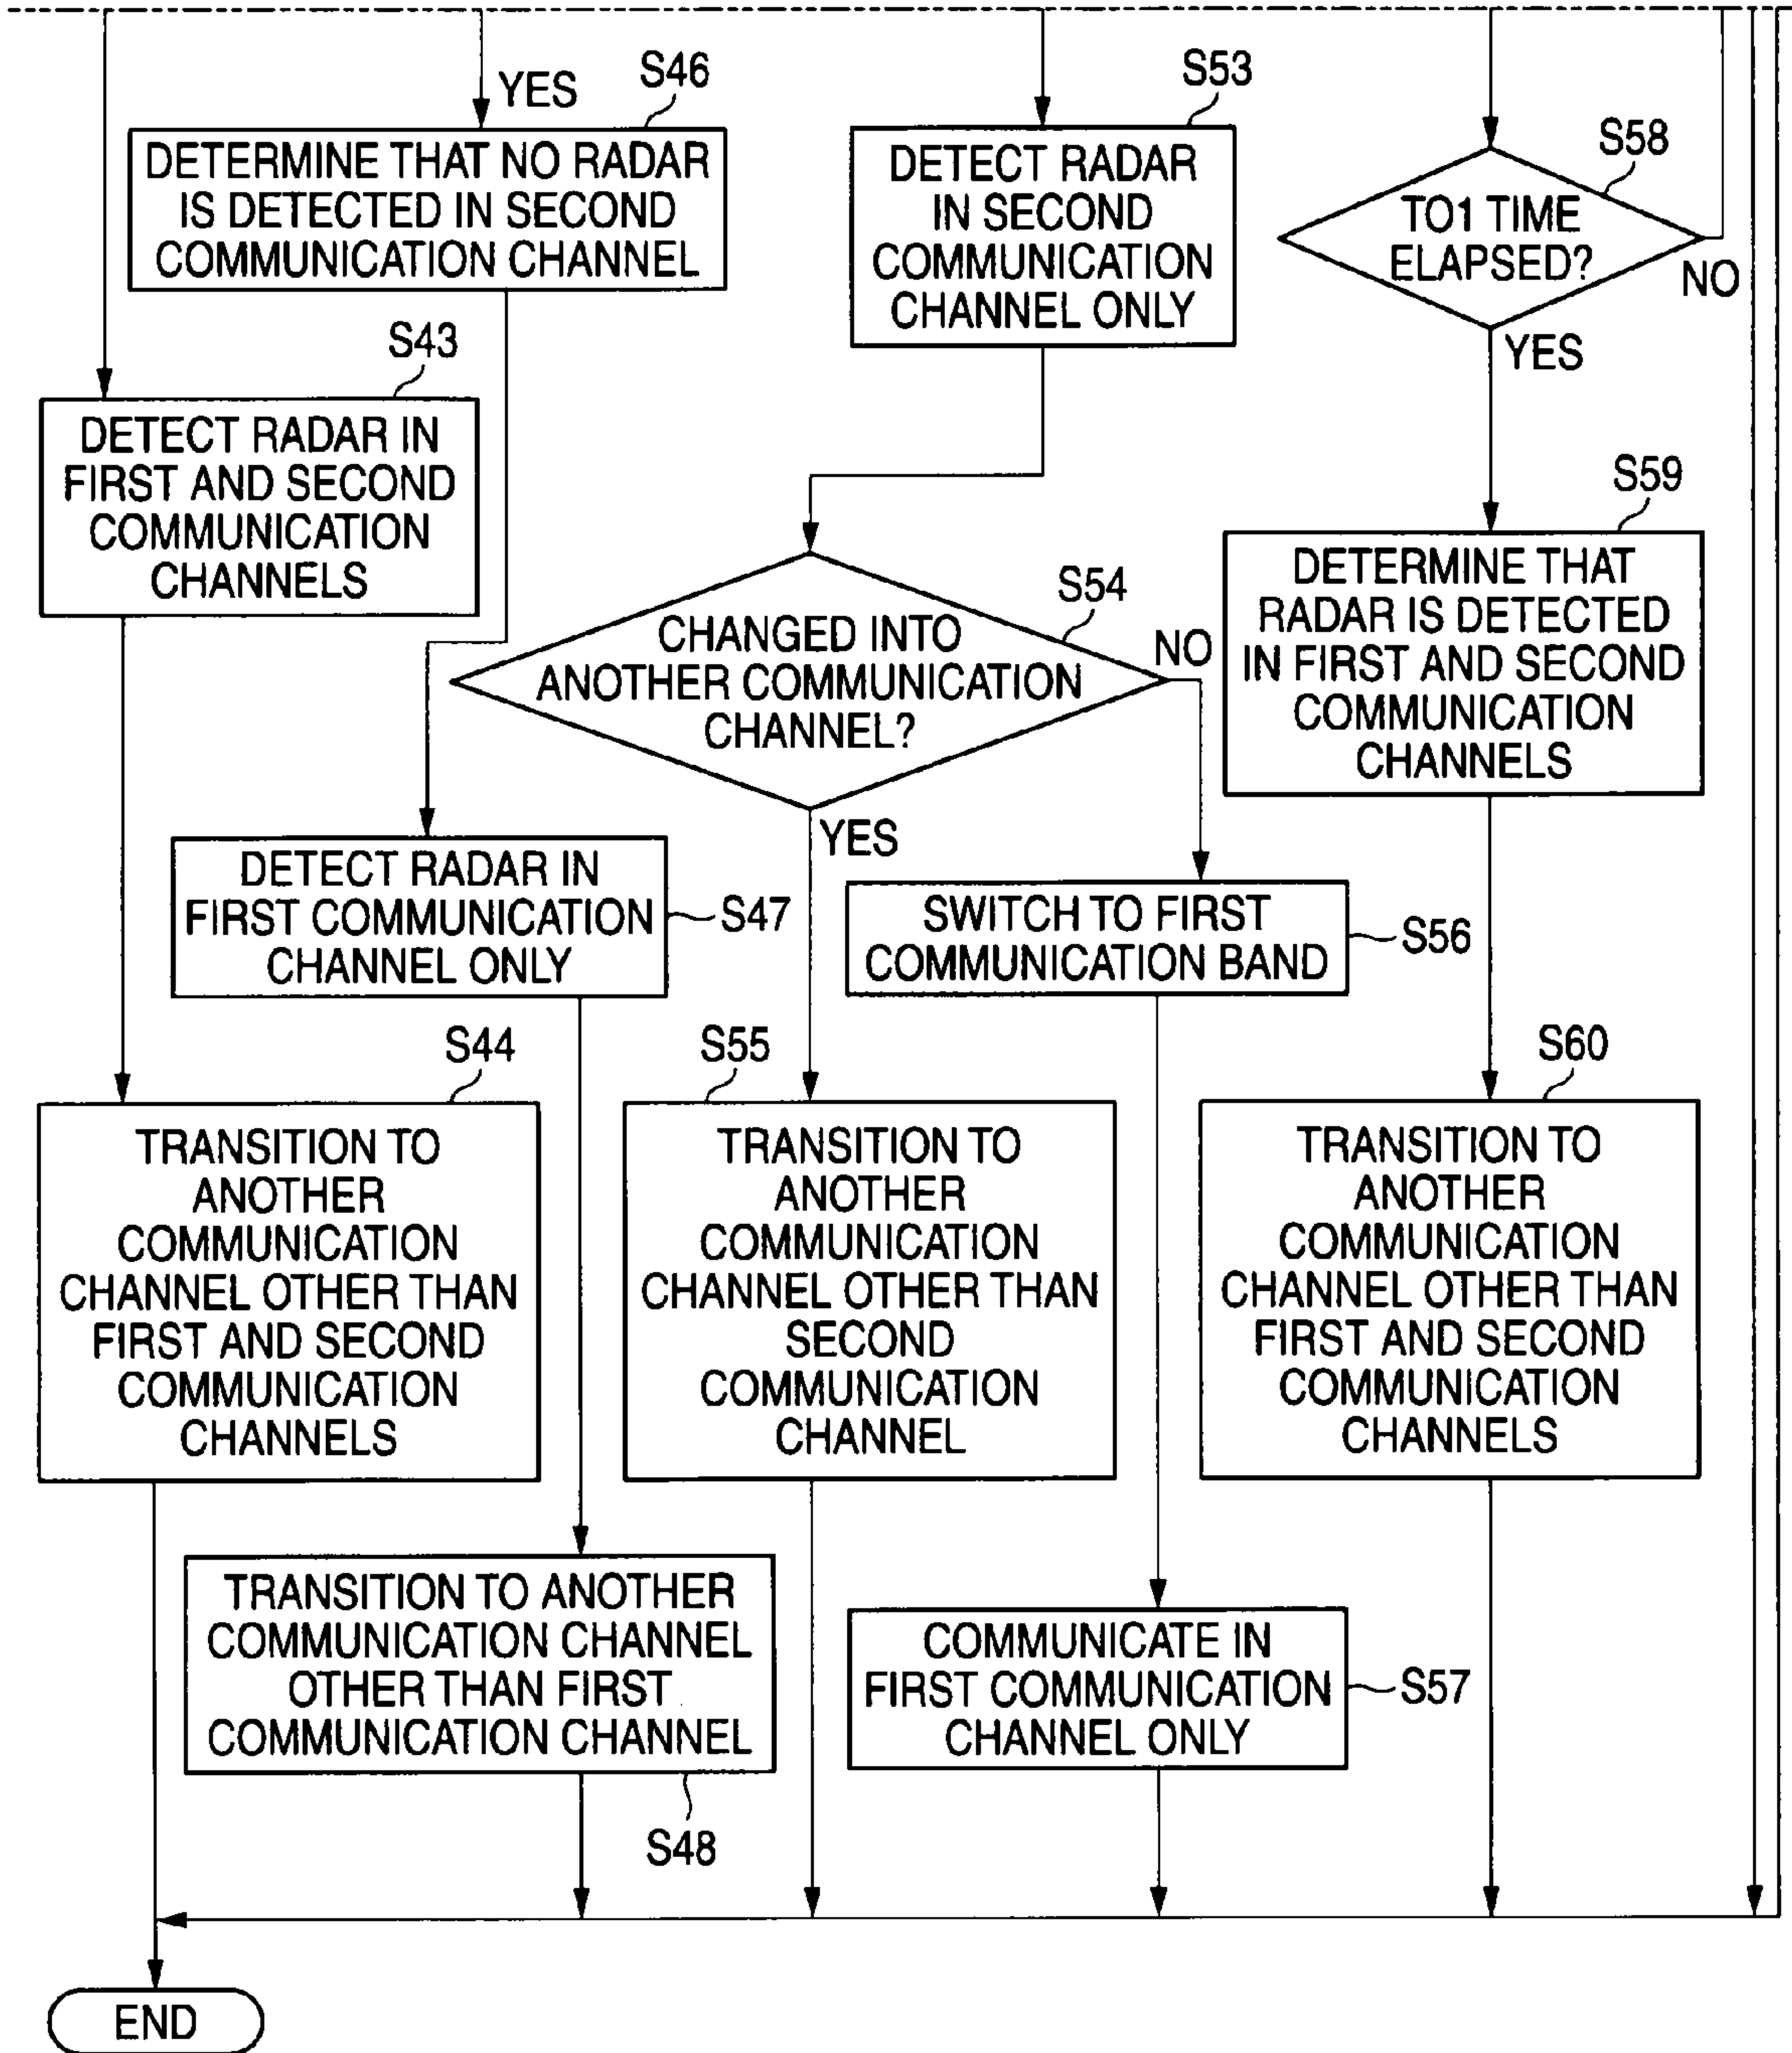 YES
S46
DETERMINE THAT NO RADAR
IS DETECTED IN SECOND
COMMUNICATION CHANNEL
S53
DETECT RADAR
IN SECOND
COMMUNICATION
CHANNEL ONLY
S58
TO1 TIME
ELAPSED?
NO
YES
S43
DETECT RADAR IN
FIRST AND SECOND
COMMUNICATION
CHANNELS
S54
CHANGED INTO
ANOTHER COMMUNICATION
CHANNEL?
NO
YES
S59
DETERMINE THAT
RADAR IS DETECTED
IN FIRST AND SECOND
COMMUNICATION
CHANNELS
DETECT RADAR IN
FIRST COMMUNICATION
CHANNEL ONLY
S47
SWITCH TO FIRST
COMMUNICATION BAND
S56
S44
TRANSITION TO
ANOTHER
COMMUNICATION
CHANNEL OTHER THAN
FIRST AND SECOND
COMMUNICATION
CHANNELS
S55
TRANSITION TO
ANOTHER
COMMUNICATION
CHANNEL OTHER THAN
SECOND
COMMUNICATION
CHANNEL
S60
TRANSITION TO
ANOTHER
COMMUNICATION
CHANNEL OTHER THAN
FIRST AND SECOND
COMMUNICATION
CHANNELS
TRANSITION TO ANOTHER
COMMUNICATION CHANNEL
OTHER THAN FIRST
COMMUNICATION CHANNEL
S48
COMMUNICATE IN
FIRST COMMUNICATION
CHANNEL ONLY
S57
END